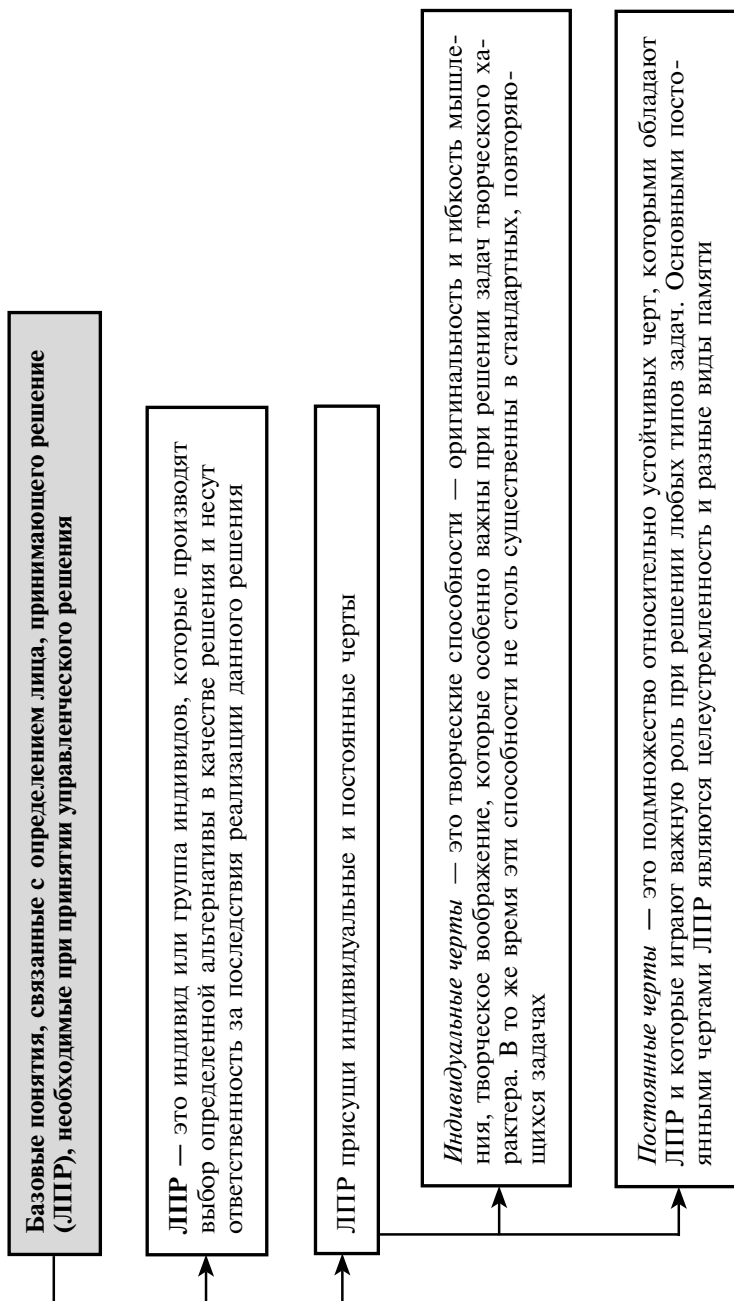 Базовые понятия, связанные с определением лица, принимающего решение
(ЛПР), необходимые при принятии управленческого решения
ЛПР — это индивид или группа индивидов, которые производят
выбор определенной альтернативы в качестве решения и несут
ответственность за последствия реализации данного решения
ЛПР присущи индивидуальные и постоянные черты
Индивидуальные черты — это творческие способности — оригинальность и гибкость мышле-
ния, творческое воображение, которые особенно важны при решении задач творческого ха-
рактера. В то же время эти способности не столь существенны в стандартных, повторяю-
щихся задачах
Постоянные черты — это подмножество относительно устойчивых черт, которыми обладают
ЛПР и которые играют важную роль при решении любых типов задач. Основными посто-
янными чертами ЛПР являются целеустремленность и разные виды памяти